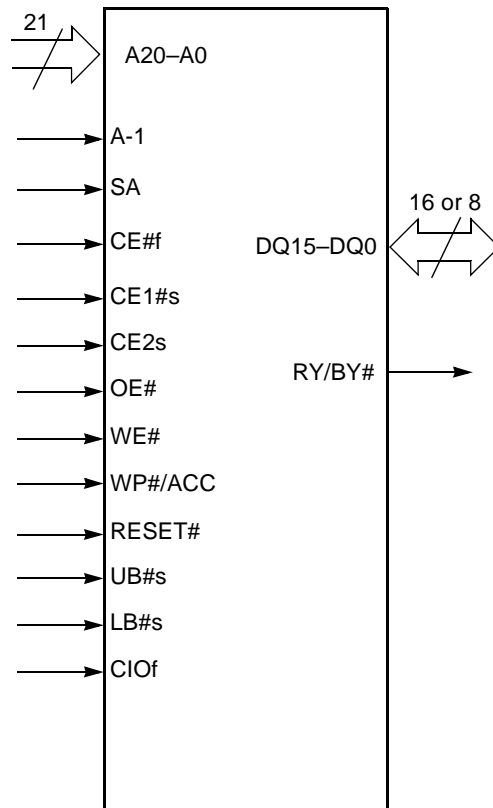 21
A20–A0
A-1
SA
CE#f
CE1#s
CE2s
OE#
WE#
WP#/ACC
RESET#
UB#s
LB#s
CIOf
16 or 8
DQ15–DQ0
RY/BY#